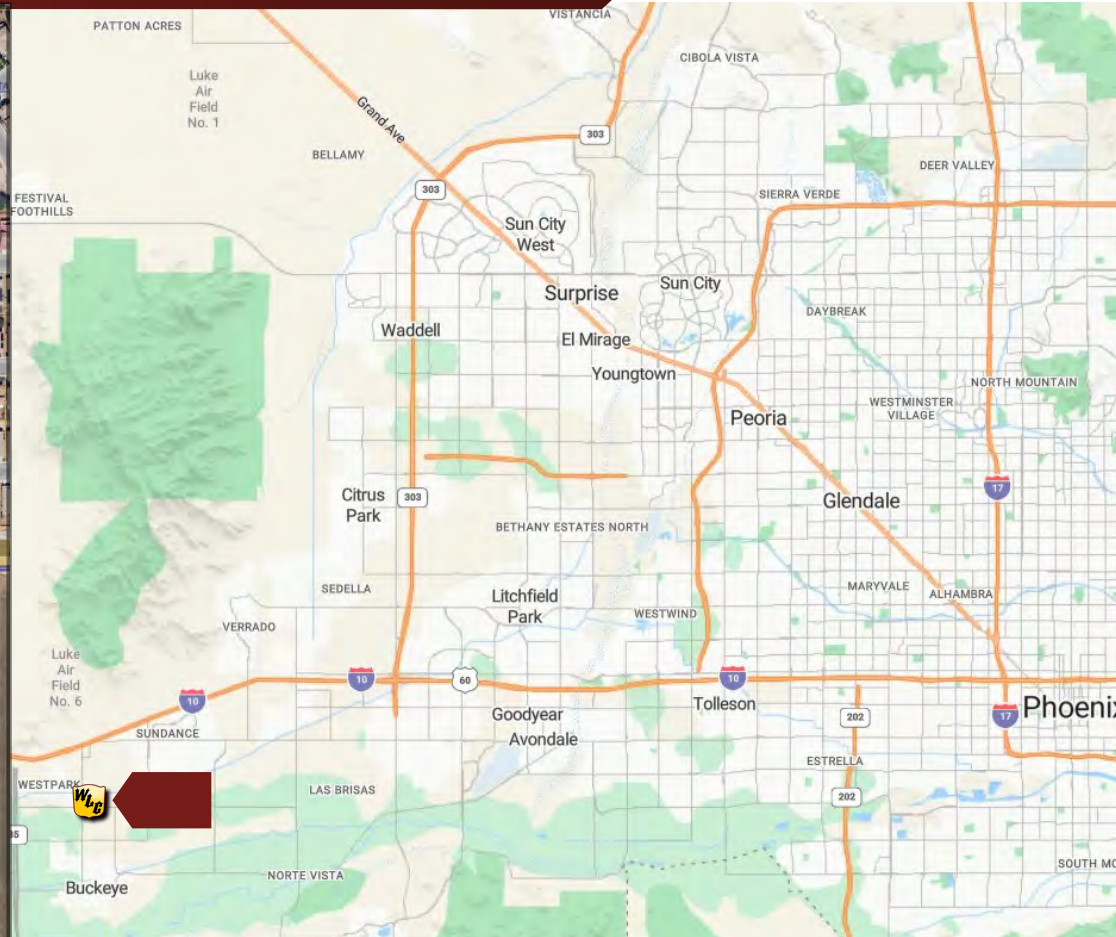 PATTON ACRES
VISTANCIA
CIBOLA VISTA
Luke
Air
Field
No. 1
Grand Ave
303
BELLAMY
DEER VALLEY
303
SIERRA VERDE
FESTIVAL
FOOTHILLS
Sun City
West
Sun City
Surprise
DAYBREAK
Waddell
El Mirage
Youngtown
NORTH MOUNTAIN
WESTMINSTER
VILLAGE
Peoria
17
Citrus
Park
303
Glendale
BETHANY ESTATES NORTH
SEDELLA
MARYVALE
ALHAMBRA
Litchfield
Park
WESTWIND
VERRADO
Luke
Air
Field
No. 6
10
60
10
10
Tolleson
Goodyear
202
17
Phoenix
SUNDANCE
Avondale
ESTRELLA
WESTPARK
WLG
LAS BRISAS
202
85
SOUTH MO
Buckeye
NORTE VISTA